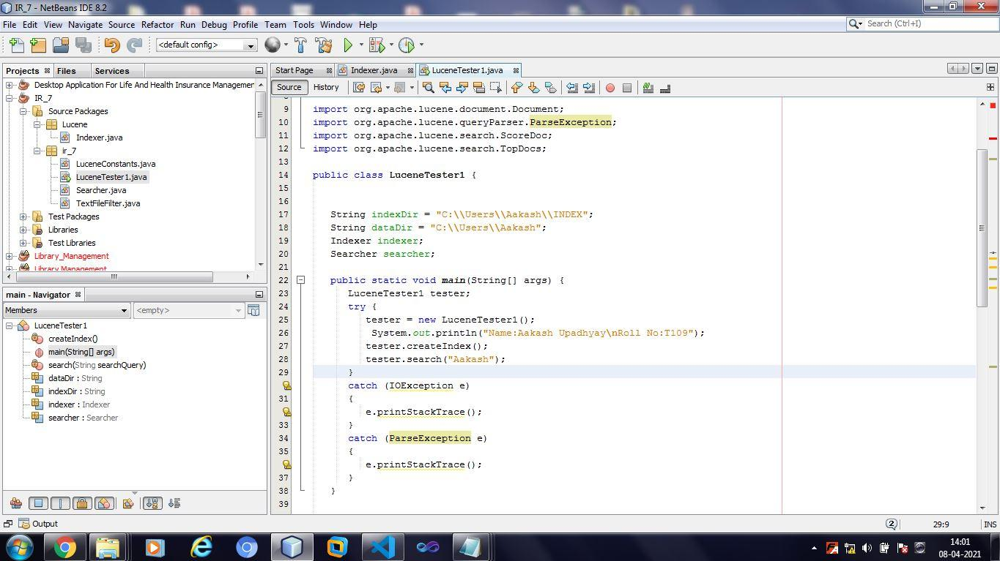 IR_7 - NetBeans IDE 8.2
File Edit View Navigate Source Refactor Run Debug Profile Team Tools Window Help
Search (Ctrl+I)
<default config>
Projects Files Services
Desktop Application For Life And Health Insurance Managemen
IR_7
Source Packages
Lucene
Indexer.java
ir_7
LuceneConstants.java
LuceneTester1.java
Searcher.java
TextFileFilter.java
Test Packages
Libraries
Test Libraries
Library_Management
Library Management
main - Navigator
Members <empty>
LuceneTester1
createIndex()
main(String[] args)
search(String searchQuery)
dataDir : String
indexDir : String
indexer : Indexer
searcher : Searcher
Start Page Indexer.java LuceneTester1.java
Source History
9 import org.apache.lucene.document.Document;
10 import org.apache.lucene.queryParser.ParseException;
11 import org.apache.lucene.search.ScoreDoc;
12 import org.apache.lucene.search.TopDocs;
13
14 public class LuceneTester1 {
15
16
17 String indexDir = "C:\\Users\\Aakash\\INDEX";
18 String dataDir = "C:\\Users\\Aakash";
19 Indexer indexer;
20 Searcher searcher;
21
22 public static void main(String[] args) {
23 LuceneTester1 tester;
24 try {
25 tester = new LuceneTester1();
26 System.out.println("Name:Aakash Upadhyay\nRoll No:T109");
27 tester.createIndex();
28 tester.search("Aakash");
29 }
catch (IOException e)
31 {
e.printStackTrace();
33 }
34 catch (ParseException e)
35 {
e.printStackTrace();
37 }
38 }
39
Output
2 29:9 INS
14:01
08-04-2021